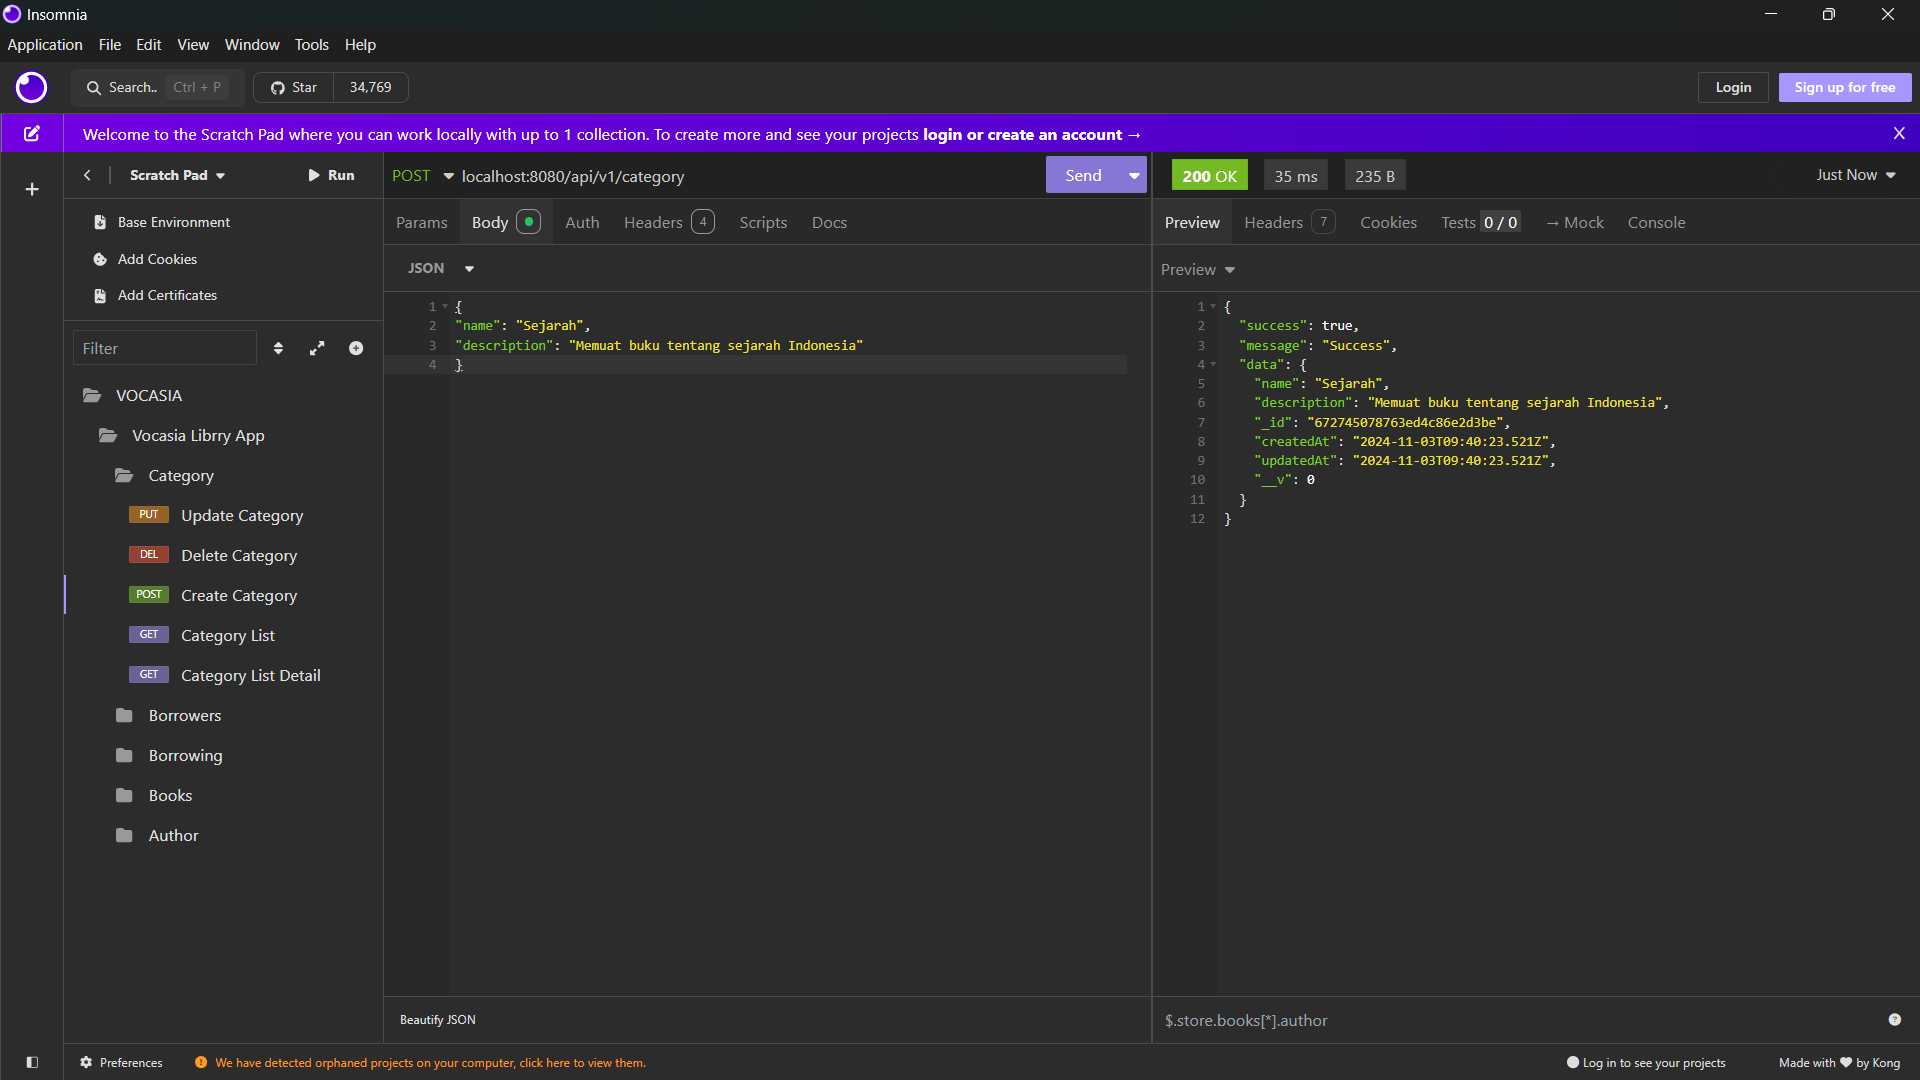 Insomnia
Application File Edit View Window Tools Help
Search.. Ctrl + P Star 34,769 Login Sign up for free
Welcome to the Scratch Pad where you can work locally with up to 1 collection. To create more and see your projects login or create an account →
Scratch Pad Run
POST localhost:8080/api/v1/category Send
200 OK 35 ms 235 B Just Now
Base Environment
Add Cookies
Add Certificates
Filter
VOCASIA
Vocasia Librry App
Category
PUT Update Category
DEL Delete Category
POST Create Category
GET Category List
GET Category List Detail
Borrowers
Borrowing
Books
Author
Params Body Auth Headers 4 Scripts Docs
JSON
1 {
2 "name": "Sejarah",
3 "description": "Memuat buku tentang sejarah Indonesia"
4 }
Beautify JSON
Preview Headers 7 Cookies Tests 0 / 0 → Mock Console
Preview
1 {
2 "success": true,
3 "message": "Success",
4 "data": {
5 "name": "Sejarah",
6 "description": "Memuat buku tentang sejarah Indonesia",
7 "_id": "672745078763ed4c86e2d3be",
8 "createdAt": "2024-11-03T09:40:23.521Z",
9 "updatedAt": "2024-11-03T09:40:23.521Z",
10 "__v": 0
11 }
12 }
$.store.books[*].author
Preferences We have detected orphaned projects on your computer, click here to view them. Log in to see your projects Made with ♥ by Kong